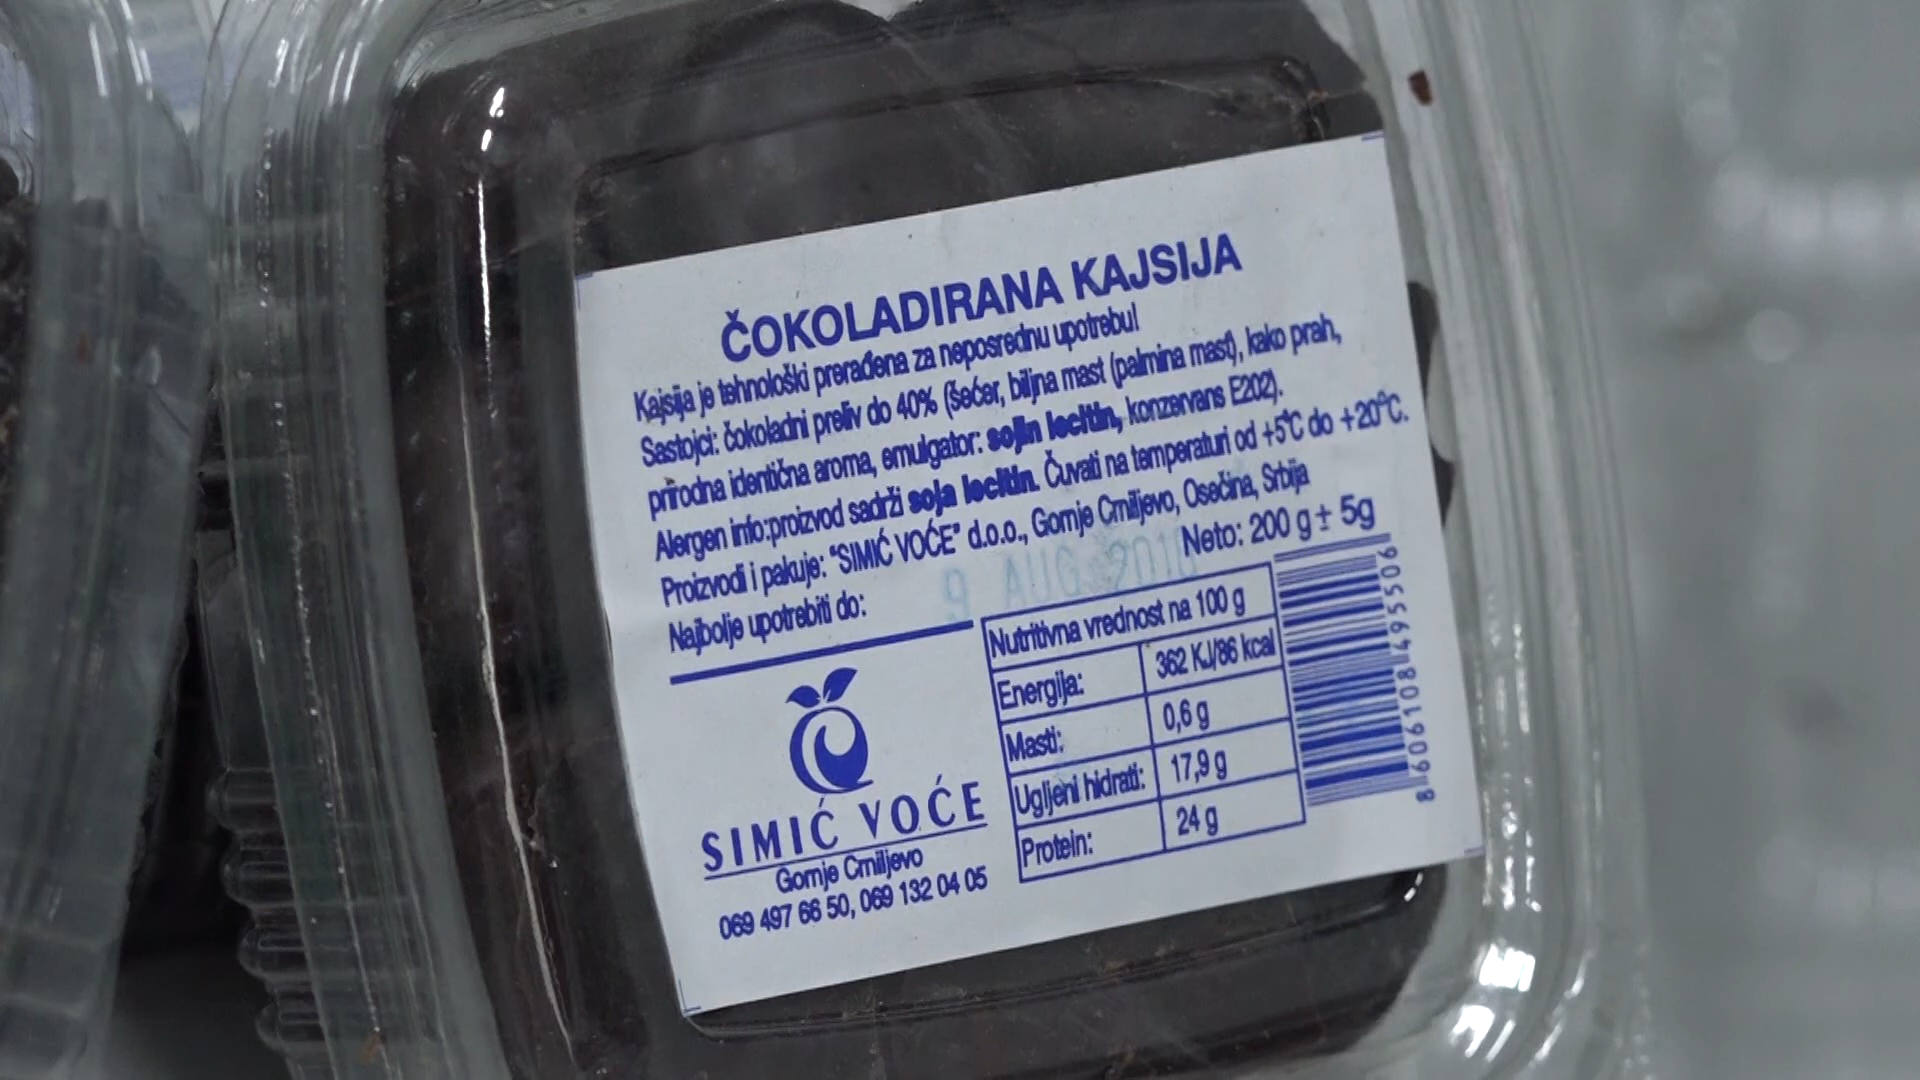 ČOKOLADIRANA KAJSIJA
Kajsija je tehnološki prerađena za neposrednu upotrebu!
Sastojci: čokoladni preliv do 40% (šećer, biljna mast (palmina mast), kako prah,
prirodna identična aroma, emulgator: sojin lecitin, konzervans E202).
Alergen info:proizvod sadrži soja lecitin. Čuvati na temperaturi od +5°C do +20°C.
Proizvodi i pakuje: "SIMIĆ VOĆE" d.o.o., Gornje Crniljevo, Osečina, Srbija
Najbolje upotrebiti do: 9 AUG 2018
Neto: 200 g ± 5g
SIMIĆ VOĆE
Gornje Crniljevo
069 497 66 50, 069 132 04 05
Nutritivna vrednost na 100 g
Energija: 362 KJ/86 kcal
Masti: 0,6 g
Ugljeni hidrati: 17,9 g
Protein: 24 g
8606108495506